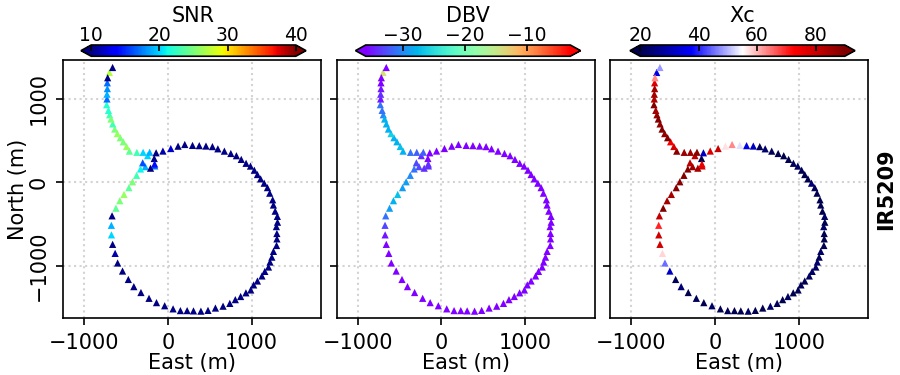 SNR DBV Xc
10 20 30 40 −30 −20 −10 20 40 60 80
1000
0
−1000
North (m)
IR5209
−1000 0 1000 −1000 0 1000 −1000 0 1000
East (m) East (m) East (m)